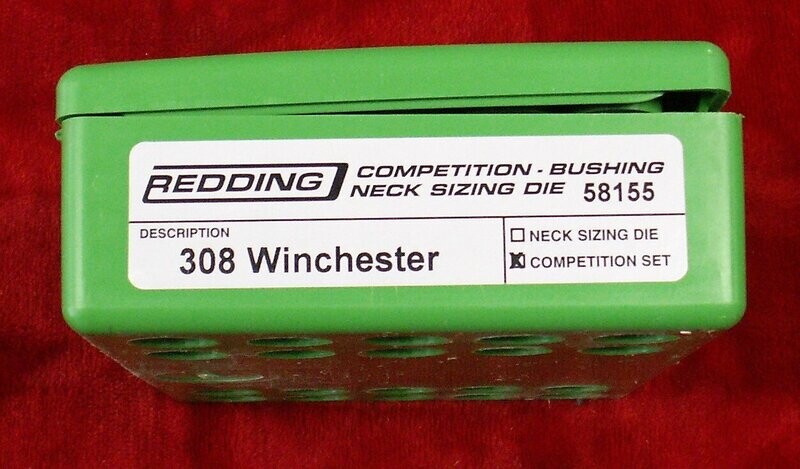 REDDING
COMPETITION - BUSHING
NECK SIZING DIE 58155
DESCRIPTION
308 Winchester
NECK SIZING DIE
COMPETITION SET